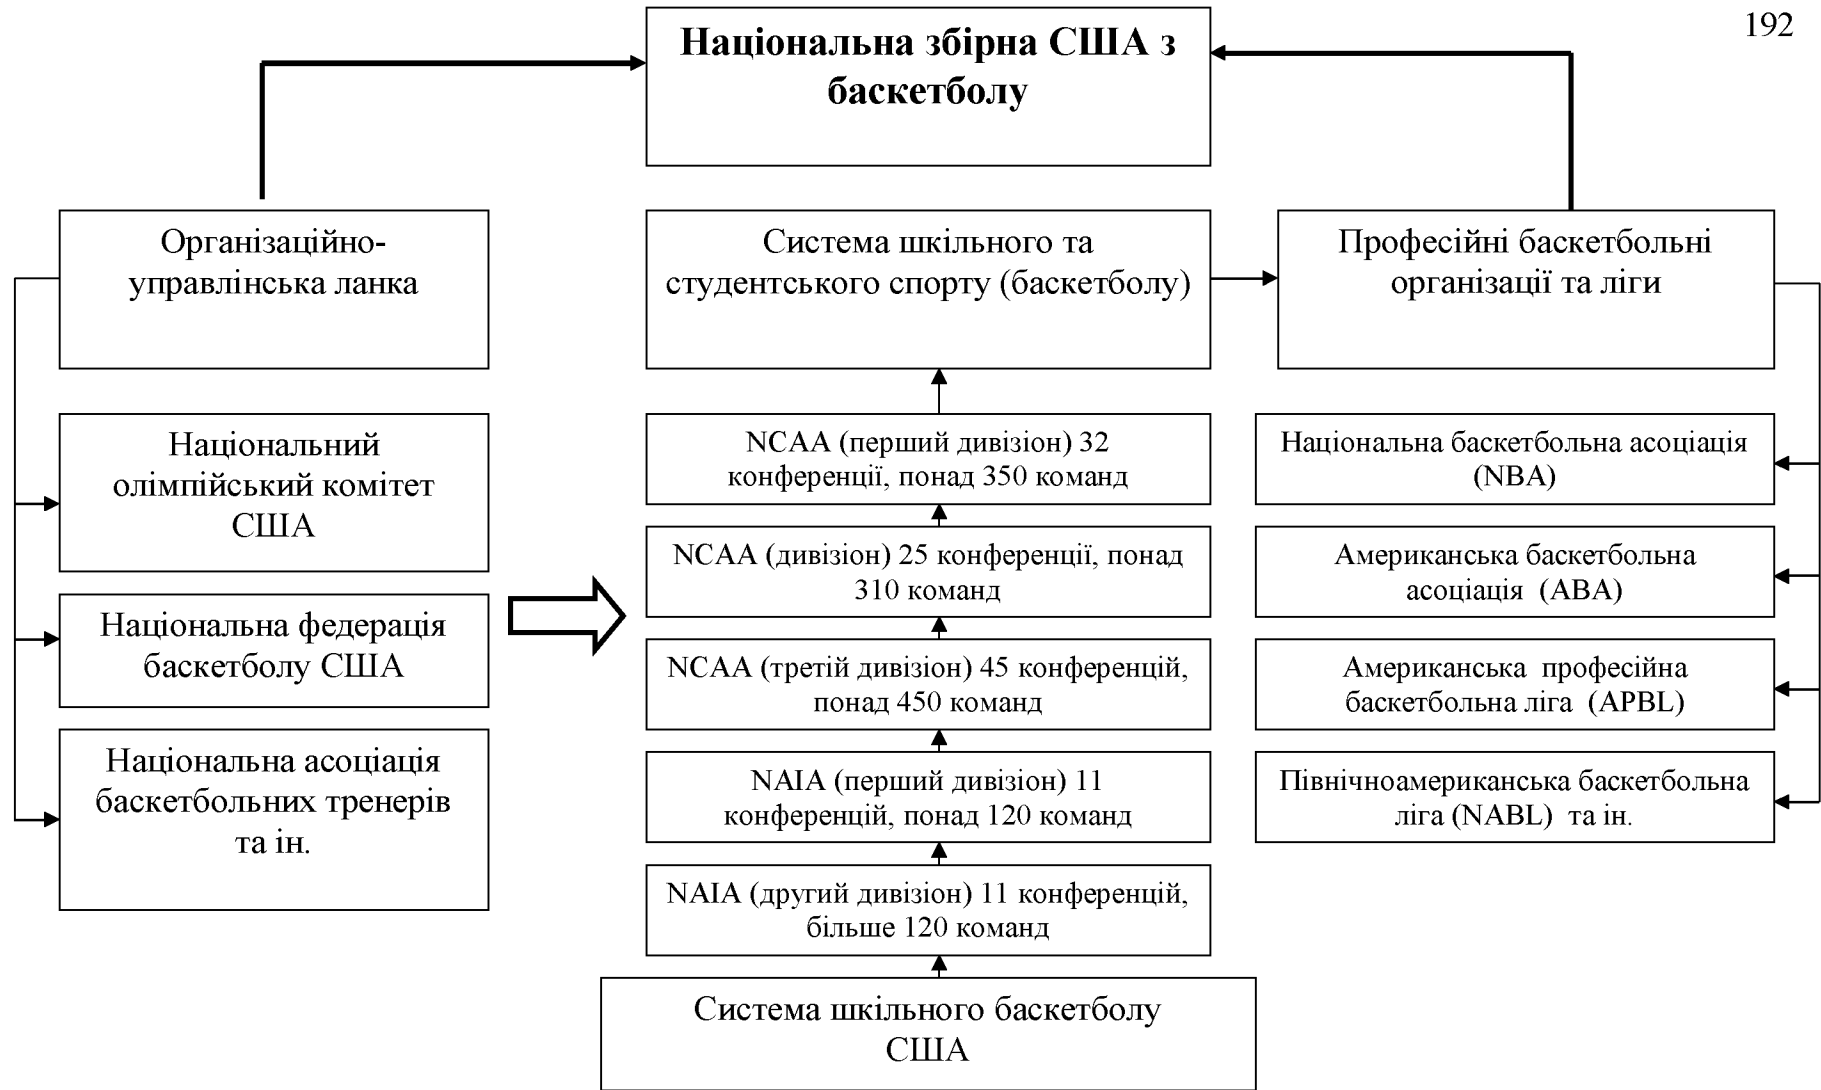 192
Національна збірна США з
баскетболу
Організаційно-
управлінська ланка
Система шкільного та
студентського спорту (баскетболу)
Професійні баскетбольні
організації та ліги
Національний
олімпійський комітет
США
Національна федерація
баскетболу США
Національна асоціація
баскетбольних тренерів
та ін.
NCAA (перший дивізіон) 32
конференції, понад 350 команд
NCAA (дивізіон) 25 конференції, понад
310 команд
NCAA (третій дивізіон) 45 конференцій,
понад 450 команд
NAIA (перший дивізіон) 11
конференцій, понад 120 команд
NAIA (другий дивізіон) 11 конференцій,
більше 120 команд
Система шкільного баскетболу
США
Національна баскетбольна асоціація
(NBA)
Американська баскетбольна
асоціація (ABA)
Американська професійна
баскетбольна ліга (APBL)
Північноамериканська баскетбольна
ліга (NABL) та ін.